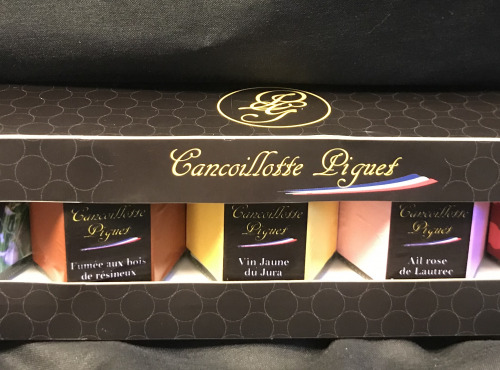 Cancoillotte Piguet
Cancoillotte
Piguet
Fumée aux bois
de résineux
Cancoillotte
Piguet
Vin Jaune
du Jura
Cancoillotte
Piguet
Ail rose
de Lautrec